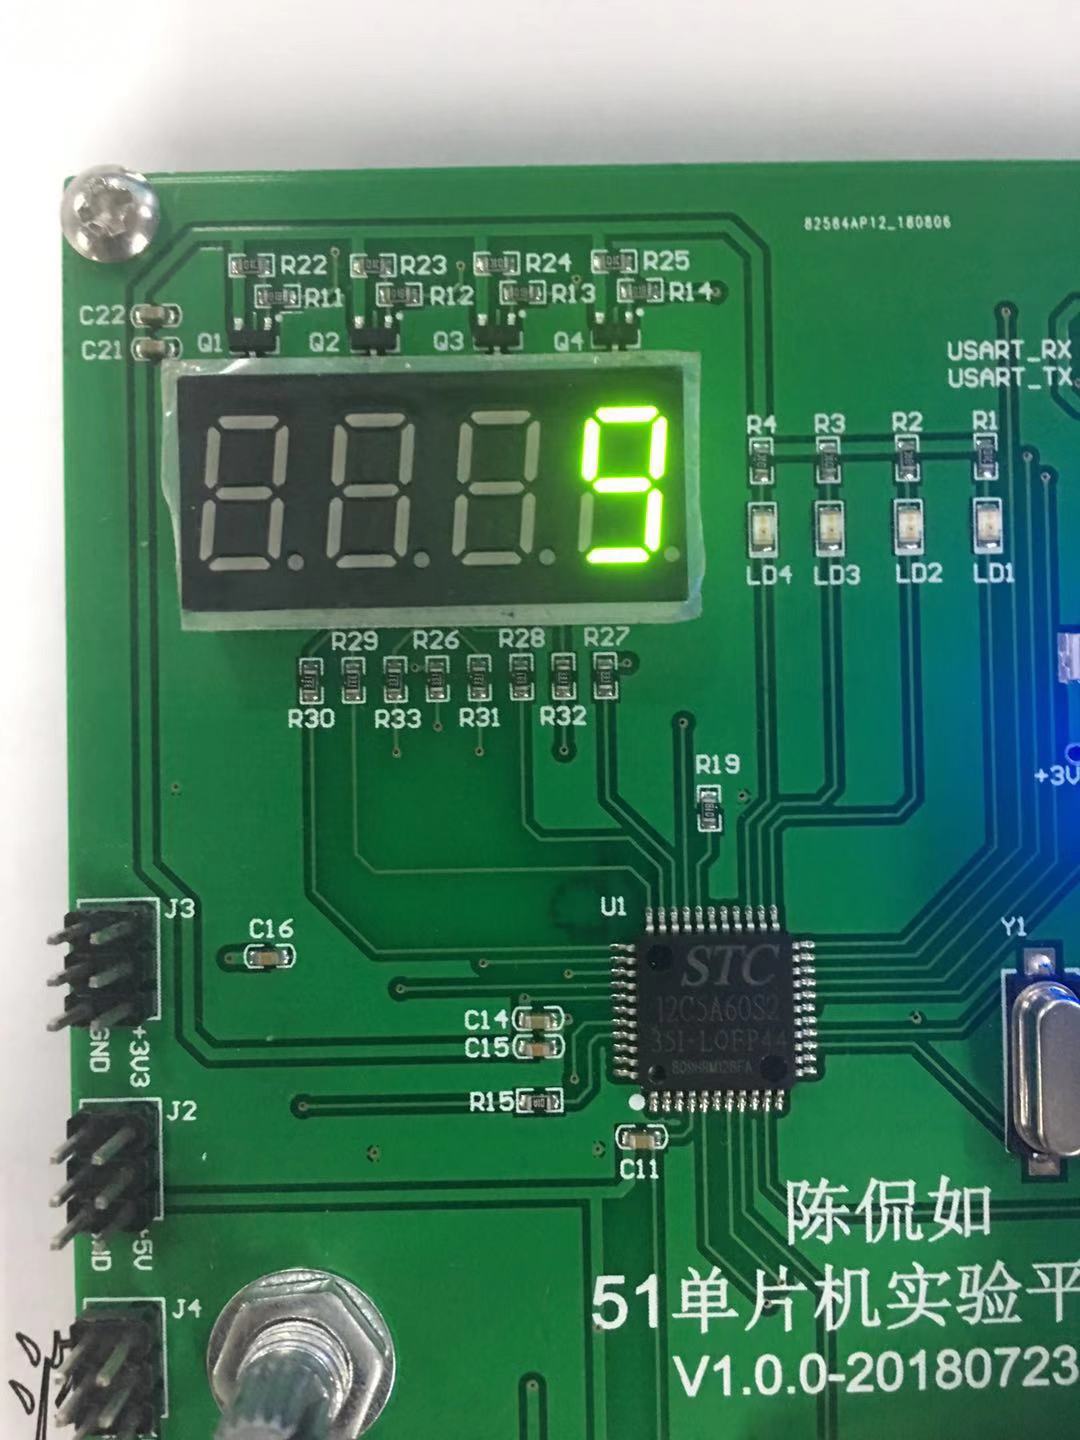 82584AP12_180806
R22
R23
R24
R25
R11
R12
R13
R14
C22
C21
Q1
Q2
Q3
Q4
USART_RX
USART_TX
9
R4
R3
R2
R1
LD4
LD3
LD2
LD1
R29
R26
R28
R27
R30
R33
R31
R32
R19
+3V
U1
J3
C16
Y1
STC
12C5A60S2
35I-LQFP44
GND
+3V3
C14
C15
R15
J2
C11
+5V
陈侃如
51单片机实验平
J4
V1.0.0-20180723